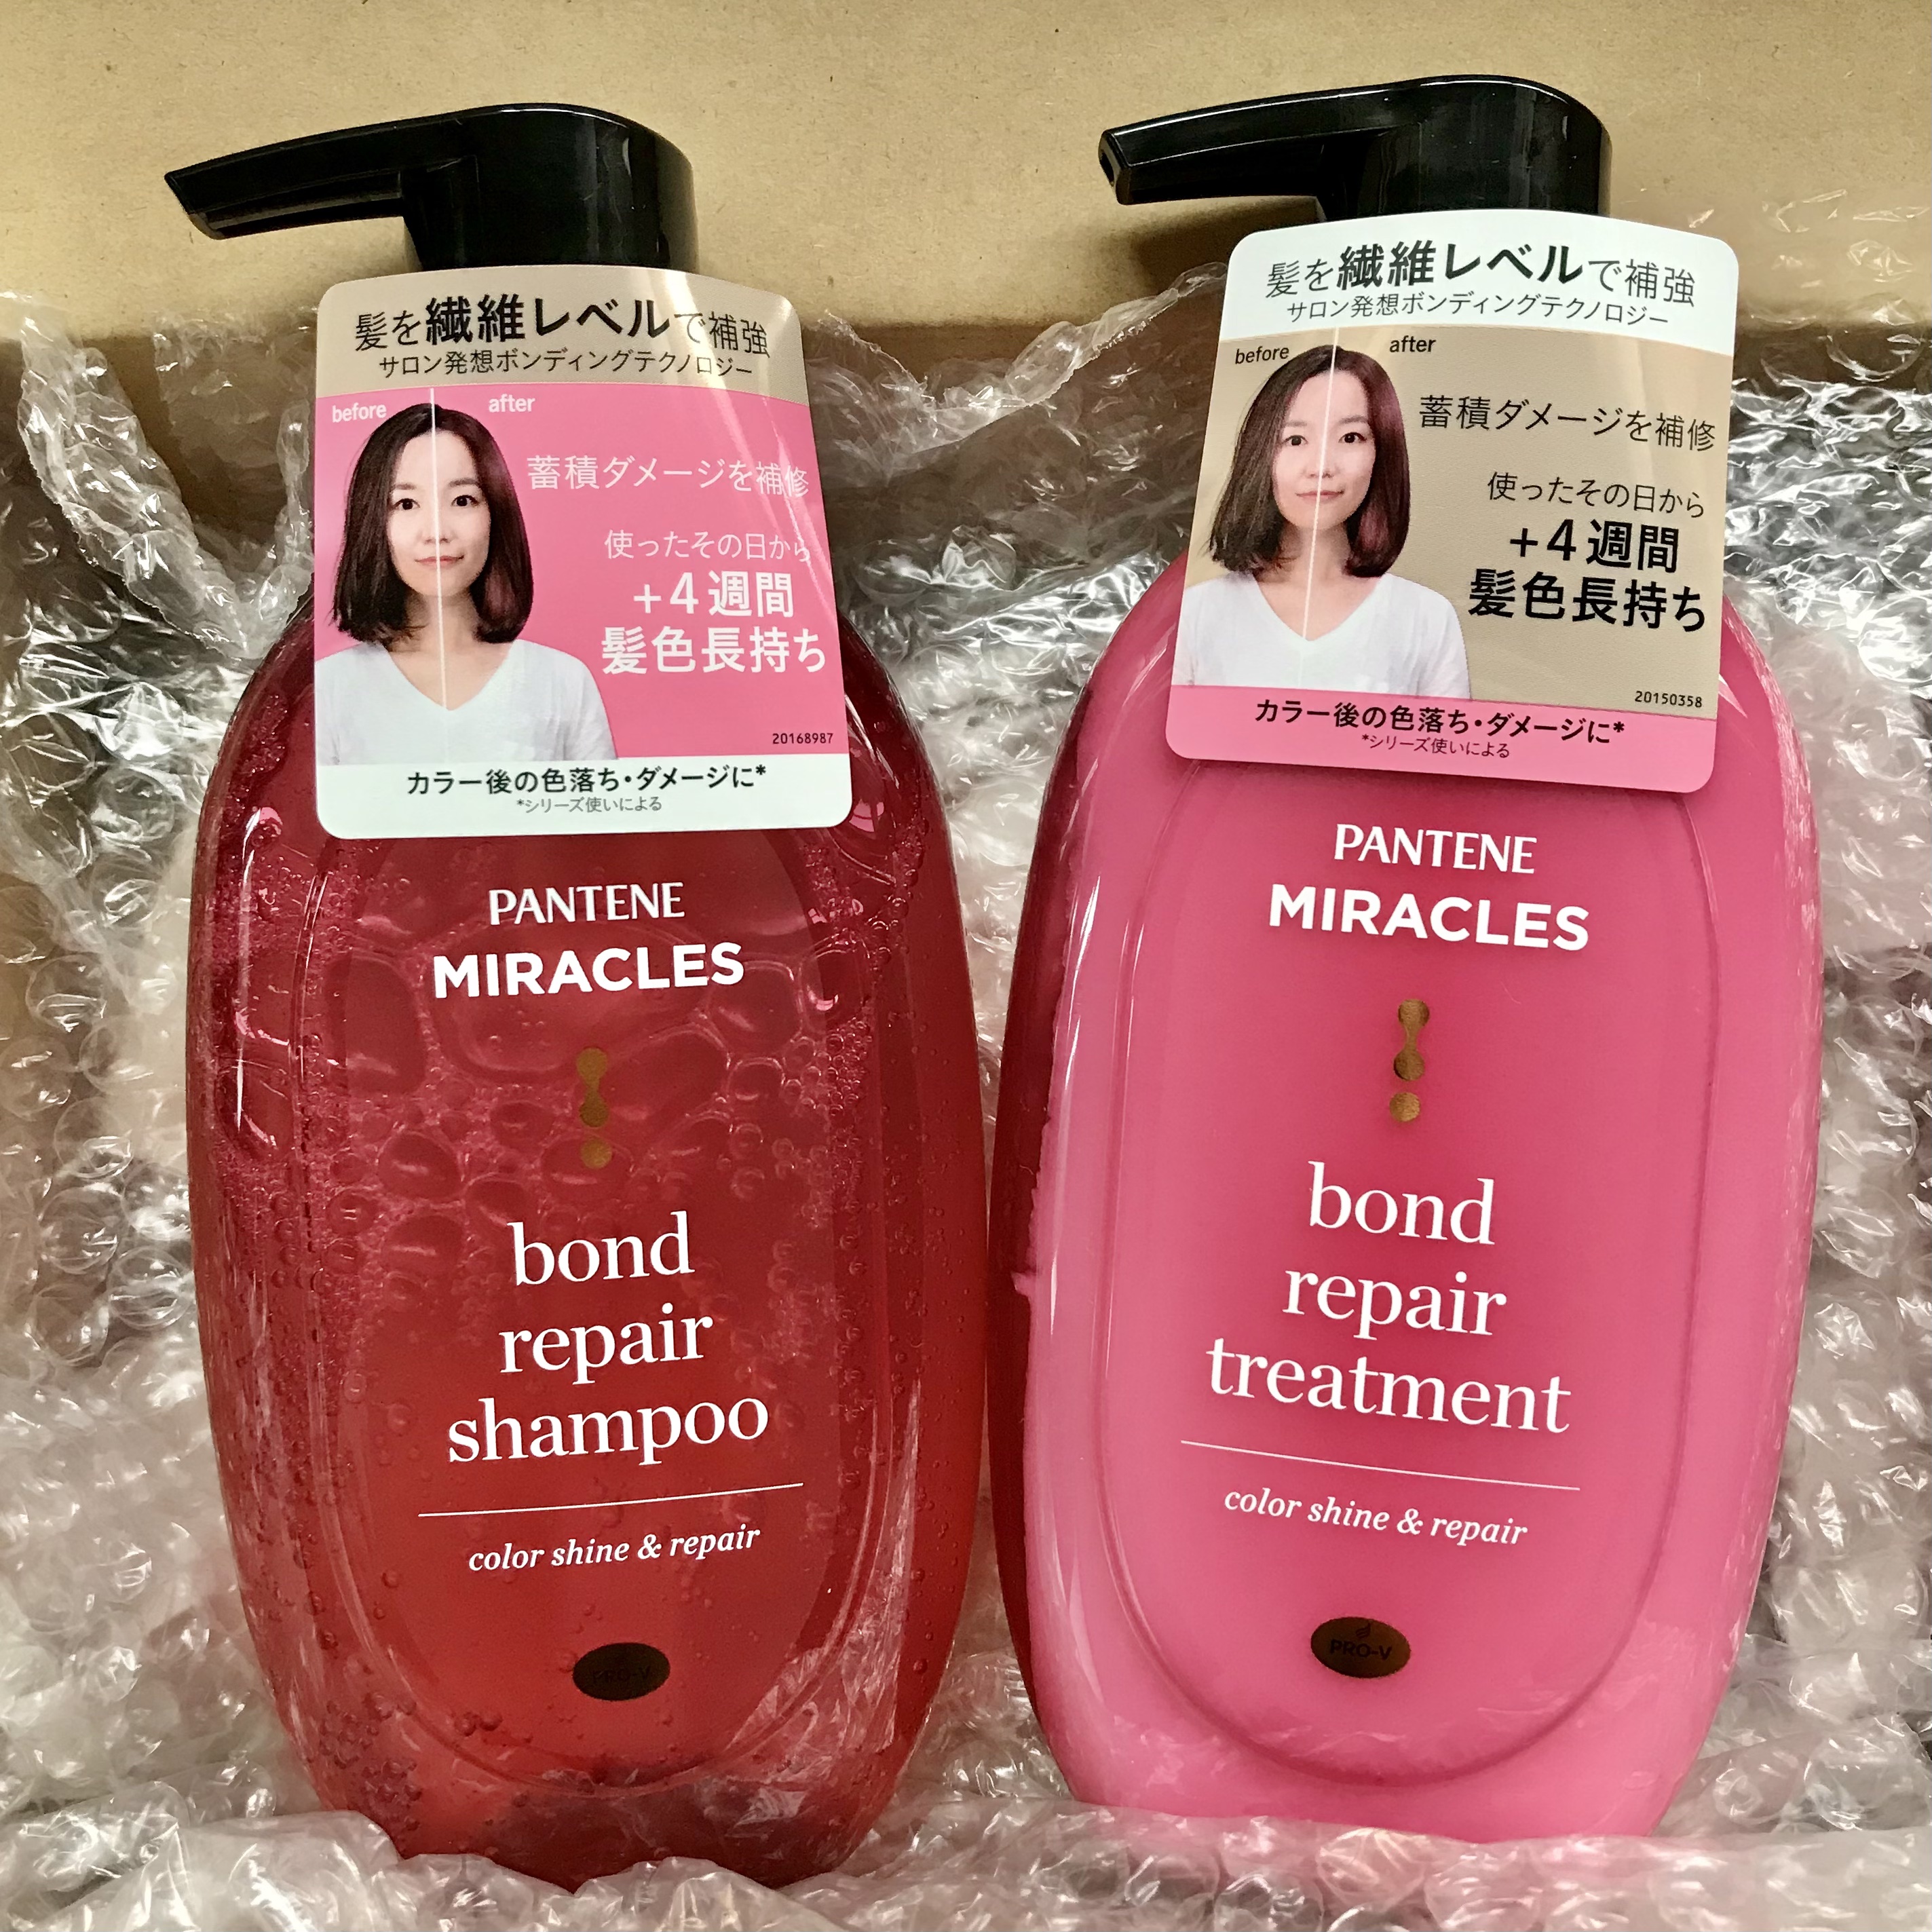 髪を繊維レベルで補強
サロン発想ボンディングテクノロジー
before
after
蓄積ダメージを補修
使ったその日から
+4週間
髪色長持ち
20168987
カラー後の色落ち・ダメージに*
*シリーズ使いによる
PANTENE
MIRACLES
bond
repair
shampoo
color shine & repair
PRO-V
髪を繊維レベルで補強
サロン発想ボンディングテクノロジー
before
after
蓄積ダメージを補修
使ったその日から
+4週間
髪色長持ち
20150358
カラー後の色落ち・ダメージに*
*シリーズ使いによる
PANTENE
MIRACLES
bond
repair
treatment
color shine & repair
PRO-V